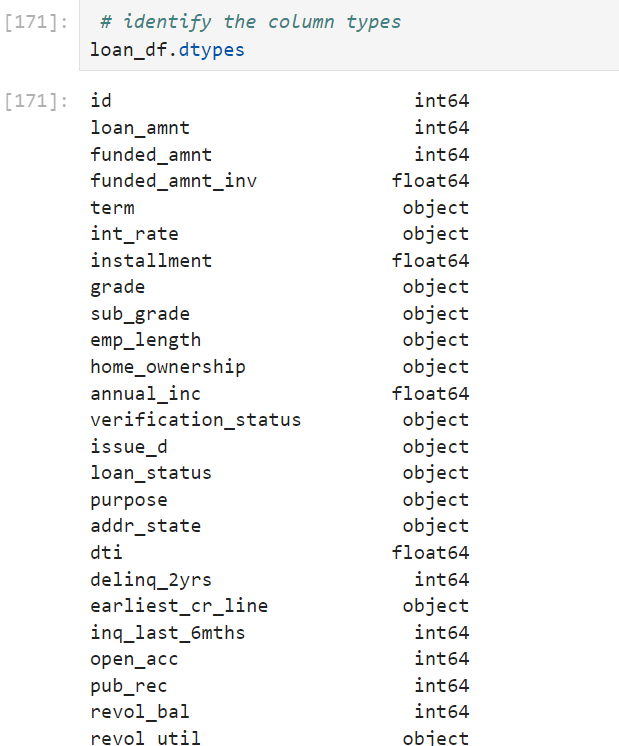 [171]: # identify the column types
loan_df.dtypes
[171]: id int64
loan_amnt int64
funded_amnt int64
funded_amnt_inv float64
term object
int_rate object
installment float64
grade object
sub_grade object
emp_length object
home_ownership object
annual_inc float64
verification_status object
issue_d object
loan_status object
purpose object
addr_state object
dti float64
delinq_2yrs int64
earliest_cr_line object
inq_last_6mths int64
open_acc int64
pub_rec int64
revol_bal int64
revol_util object